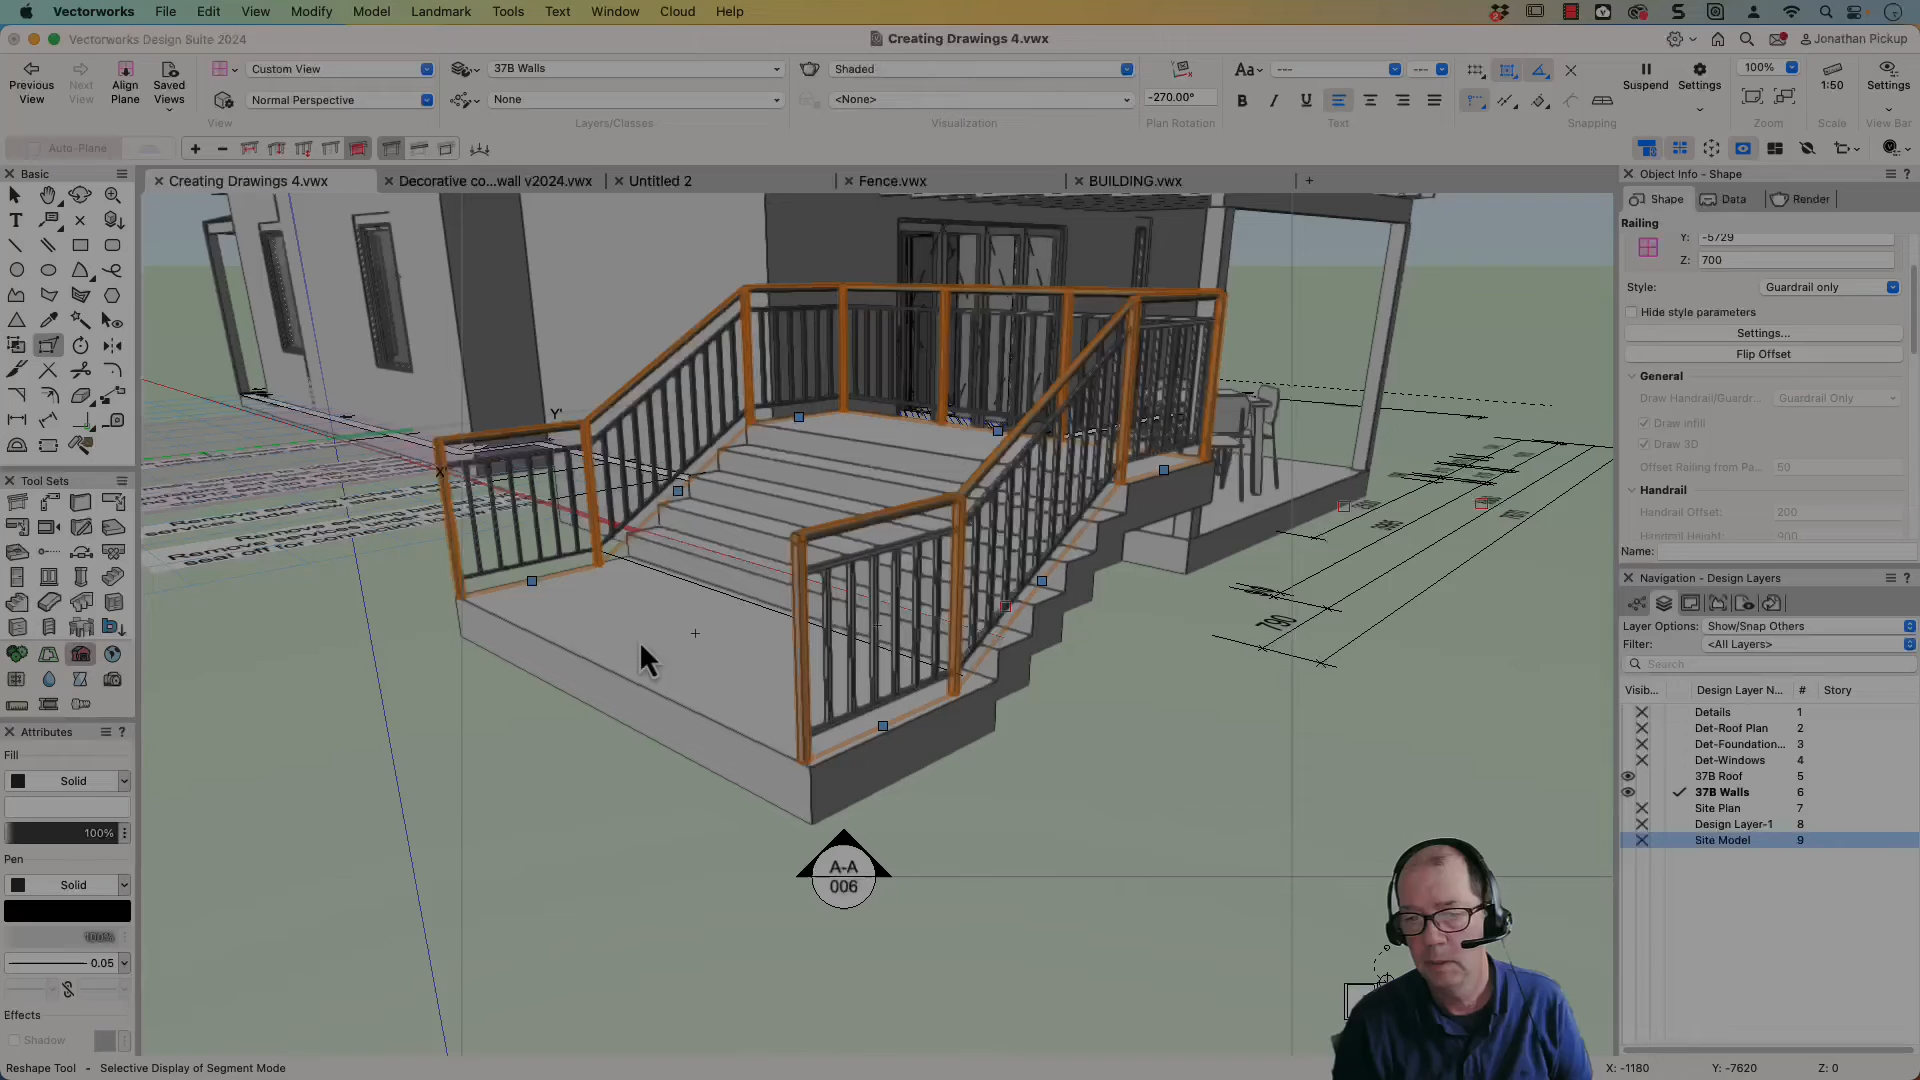 Vectorworks File Edit View Modify Model Landmark Tools Text Window Cloud Help
Vectorworks Design Suite 2024
Creating Drawings 4.vwx
Jonathan Pickup
Previous View
Next View
Align Plane
Saved Views
Custom View
Normal Perspective
View
37B Walls
None
Layers/Classes
Shaded
<None>
Visualization
-270.00°
Plan Rotation
Aa
---
---
B I U
Text
Snapping
Suspend
Settings
100%
Zoom
1:50
Scale
Settings
View Bar
Auto-Plane
Basic
Creating Drawings 4.vwx
Decorative co...wall v2024.vwx
Untitled 2
Fence.vwx
BUILDING.vwx
Tool Sets
Attributes
Fill
Solid
100%
Pen
Solid
100%
0.05
Effects
Shadow
Y'
X'
790
A-A
006
Object Info - Shape
Shape
Data
Render
Railing
Y: -5729
Z: 700
Style: Guardrail only
Hide style parameters
Settings...
Flip Offset
General
Draw Handrail/Guardr... Guardrail Only
Draw infill
Draw 3D
Offset Railing from Pa... 50
Handrail
Handrail Offset: 200
Handrail Height: 900
Name:
Navigation - Design Layers
Layer Options: Show/Snap Others
Filter: <All Layers>
Search
Visib... Design Layer N... # Story
Details 1
Det-Roof Plan 2
Det-Foundation... 3
Det-Windows 4
37B Roof 5
37B Walls 6
Site Plan 7
Design Layer-1 8
Site Model 9
Reshape Tool - Selective Display of Segment Mode
X: -1180 Y: -7620 Z: 0